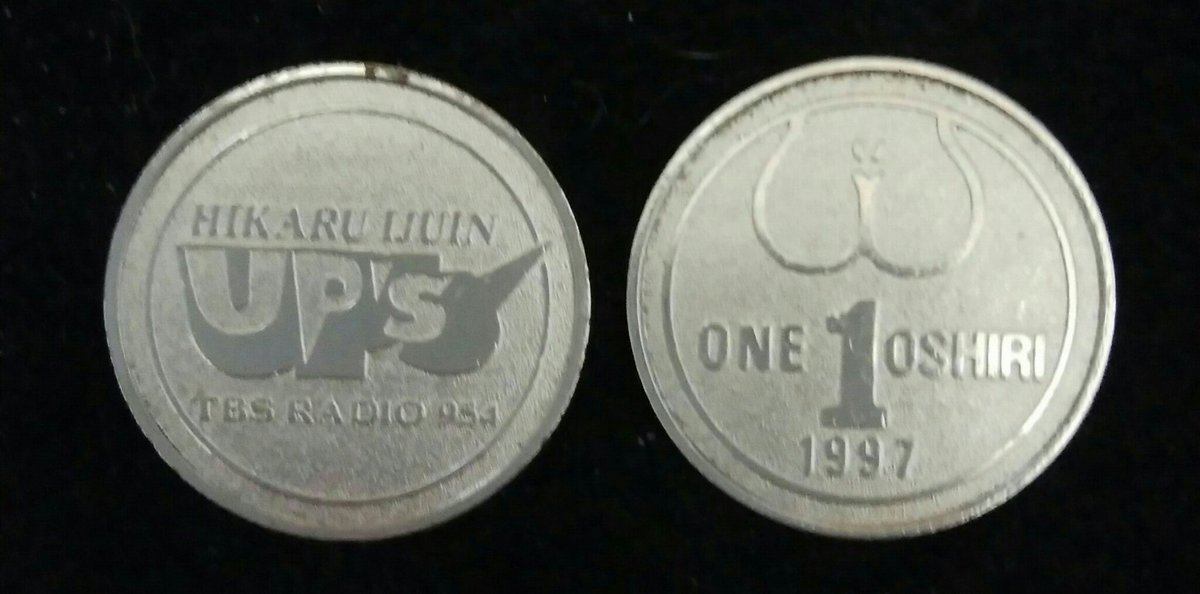 HIKARU IJUIN
UP'S
TBS RADIO 954
ONE 1 OSHIRI
1997